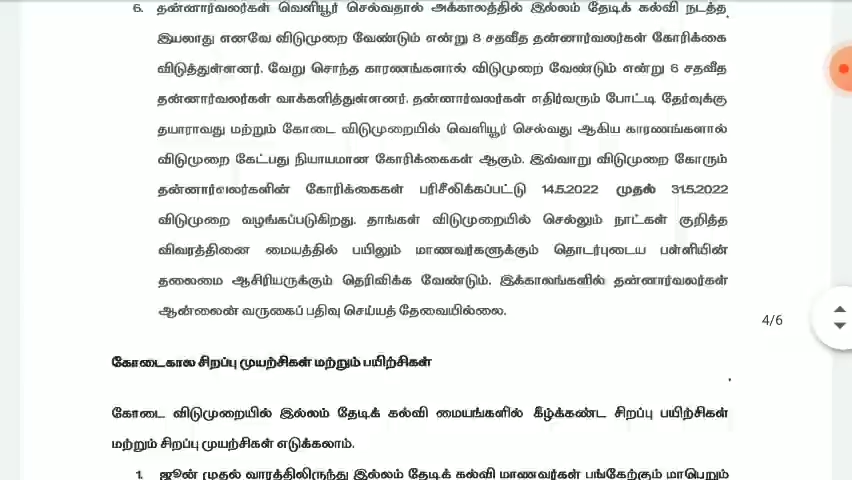 6. தன்னார்வலர்கள் வெளியூர் செல்வதால் அக்காலத்தில் இல்லம் தேடிக் கல்வி நடத்த
இயலாது எனவே விடுமுறை வேண்டும் என்று 8 சதவீத தன்னார்வலர்கள் கோரிக்கை
விடுத்துள்ளனர். வேறு சொந்த காரணங்களால் விடுமுறை வேண்டும் என்று 6 சதவீத
தன்னார்வலர்கள் வாக்களித்துள்ளனர். தன்னார்வலர்கள் எதிர்வரும் போட்டி தேர்வுக்கு
தயாராவது மற்றும் கோடை விடுமுறையில் வெளியூர் செல்வது ஆகிய காரணங்களால்
விடுமுறை கேட்பது நியாயமான கோரிக்கைகள் ஆகும். இவ்வாறு விடுமுறை கோரும்
தன்னார்வலர்களின் கோரிக்கைகள் பரிசீலிக்கப்பட்டு 14.5.2022 முதல் 31.5.2022
விடுமுறை வழங்கப்படுகிறது. தாங்கள் விடுமுறையில் செல்லும் நாட்கள் குறித்த
விவரத்தினை மையத்தில் பயிலும் மாணவர்களுக்கும் தொடர்புடைய பள்ளியின்
தலைமை ஆசிரியருக்கும் தெரிவிக்க வேண்டும். இக்காலங்களில் தன்னார்வலர்கள்
ஆன்லைன் வருகைப் பதிவு செய்யத் தேவையில்லை.
4/6
கோடைகால சிறப்பு முயற்சிகள் மற்றும் பயிற்சிகள்
கோடை விடுமுறையில் இல்லம் தேடிக் கல்வி மையங்களில் கீழ்க்கண்ட சிறப்பு பயிற்சிகள்
மற்றும் சிறப்பு முயற்சிகள் எடுக்கலாம்.
1. ஜூன் முதல் வாரத்திலிருந்து இல்லம் தேடிக் கல்வி மாணவர்கள் பங்கேற்கும் மாபெறும்